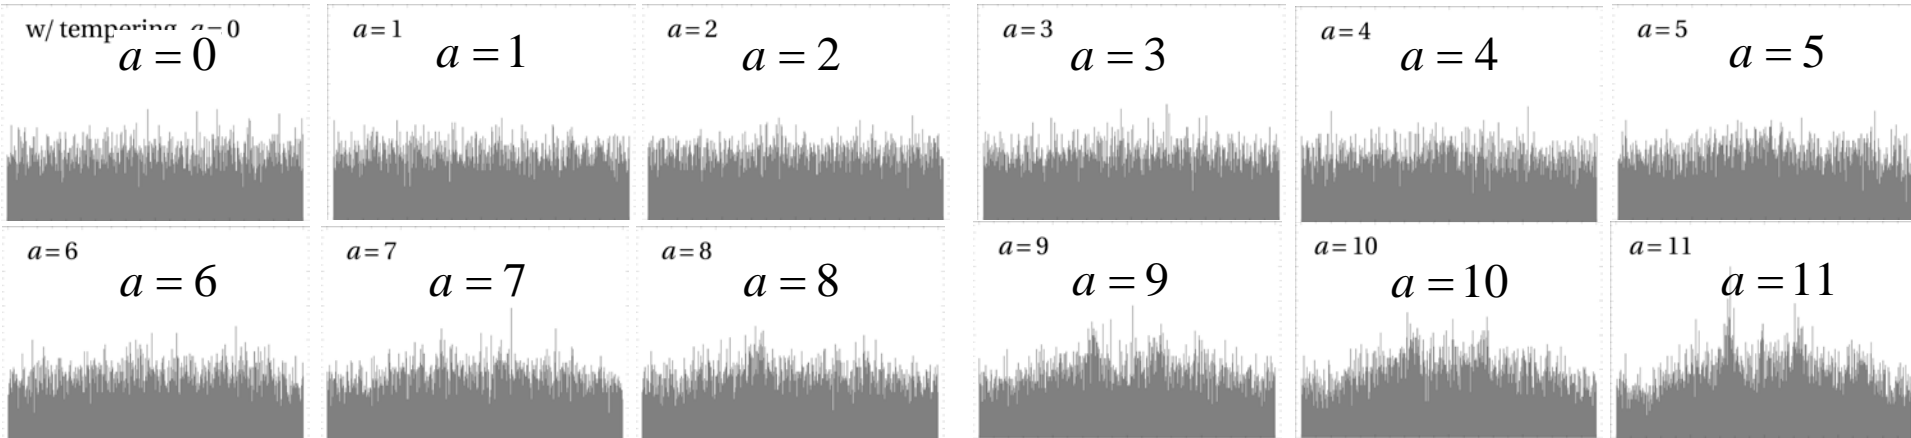 w/ tempering a=0
a = 0
a=1
a = 1
a=2
a = 2
a=3
a = 3
a=4
a = 4
a=5
a = 5
a=6
a = 6
a=7
a = 7
a=8
a = 8
a=9
a = 9
a=10
a = 10
a=11
a = 11